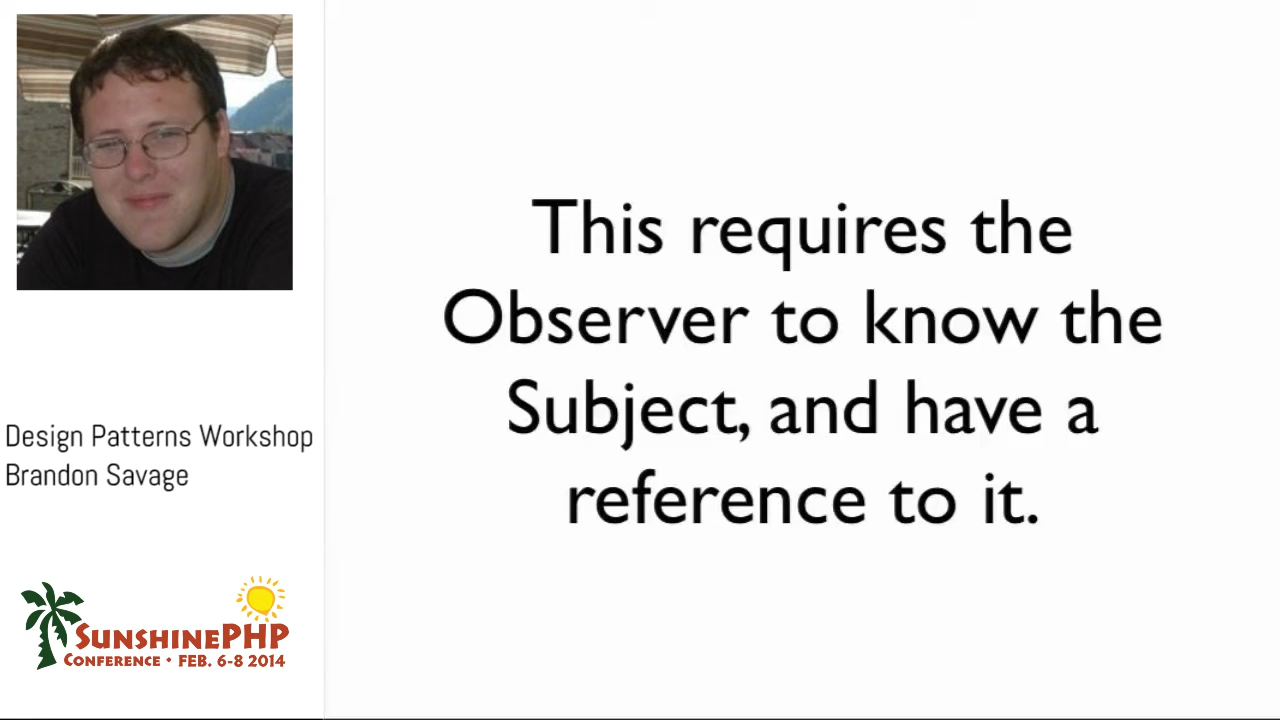 This requires the
Observer to know the
Subject, and have a
reference to it.
Design Patterns Workshop
Brandon Savage
SUNSHINEPHP
CONFERENCE • FEB. 6-8 2014